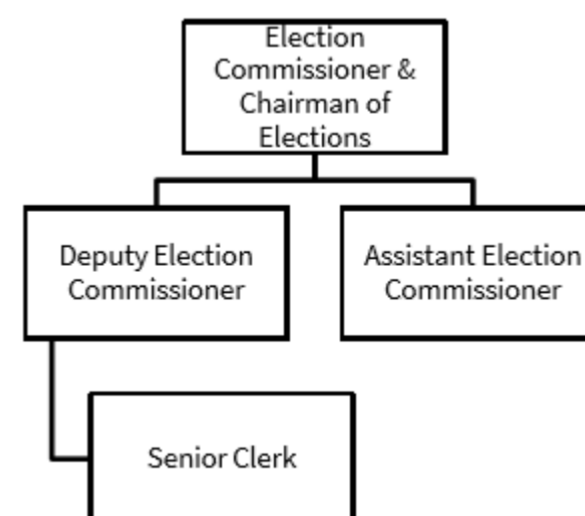 Election
Commissioner &
Chairman of
Elections
Deputy Election
Commissioner
Assistant Election
Commissioner
Senior Clerk